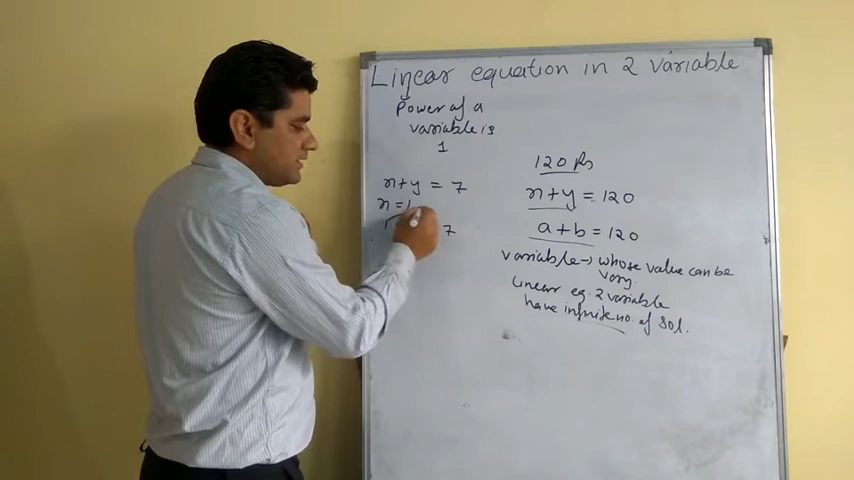 Linear equation in 2 variable
Power of a
variable is
1
x+y = 7
x = 1
7
120 Rs
x+y = 120
a+b = 120
variable → whose value can be
vary.
Linear eq. 2 variable
have infinite no. of sol.